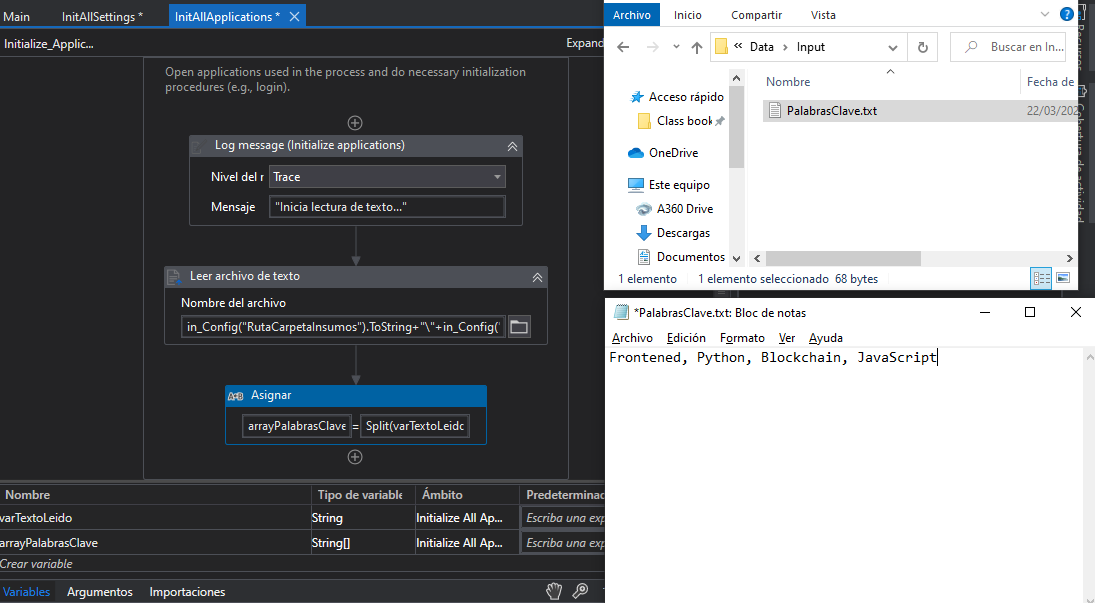 Main
InitAllSettings *
InitAllApplications *
Initialize_Applic...
Expand
Open applications used in the process and do necessary initialization
procedures (e.g., login).
Log message (Initialize applications)
Nivel del r
Trace
Mensaje
"Inicia lectura de texto..."
Leer archivo de texto
Nombre del archivo
in_Config("RutaCarpetaInsumos").ToString+"\"+in_Config("
A=B Asignar
arrayPalabrasClave = Split(varTextoLeido
Nombre
Tipo de variable
Ámbito
Predeterminad
varTextoLeido
String
Initialize All Ap...
Escriba una exp
arrayPalabrasClave
String[]
Initialize All Ap...
Escriba una exp
Crear variable
Variables
Argumentos
Importaciones
Archivo
Inicio
Compartir
Vista
« Data › Input
Buscar en In...
Acceso rápido
Class book
OneDrive
Este equipo
A360 Drive
Descargas
Documentos
Nombre
Fecha de
PalabrasClave.txt
22/03/202
1 elemento
1 elemento seleccionado 68 bytes
Recursos
Cobertura de actividad
*PalabrasClave.txt: Bloc de notas
Archivo Edición Formato Ver Ayuda
Frontened, Python, Blockchain, JavaScript